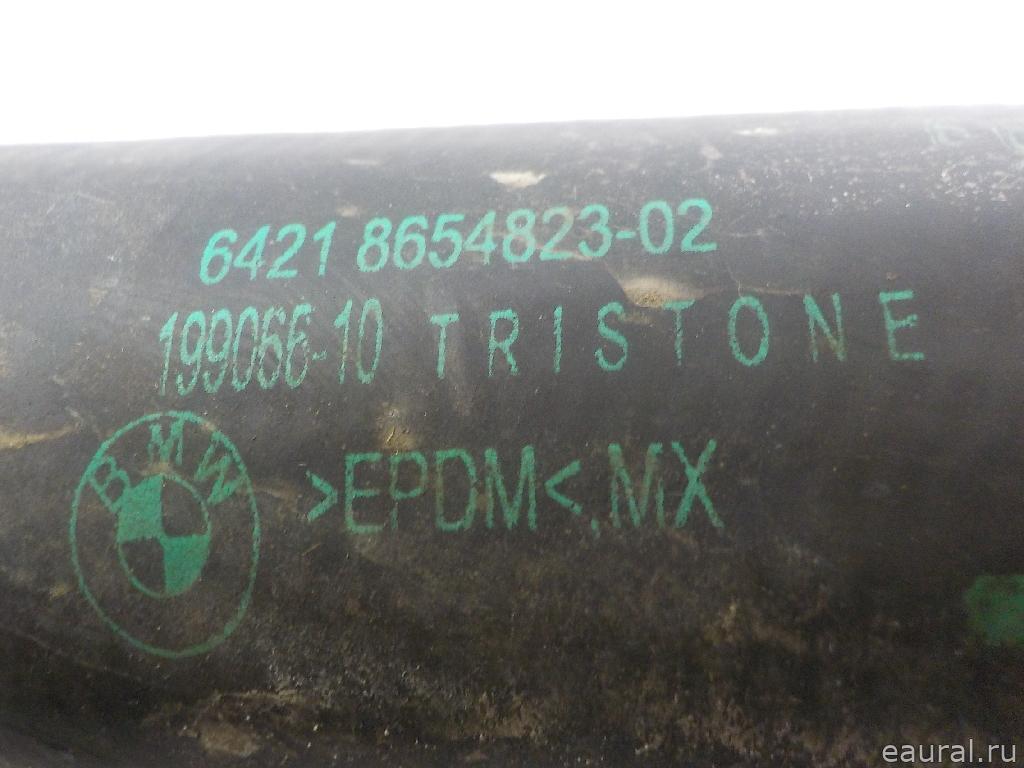 6421 8654823-02
199066-10 TRISTONE
BMW
>EPDM<.MX
eaural.ru